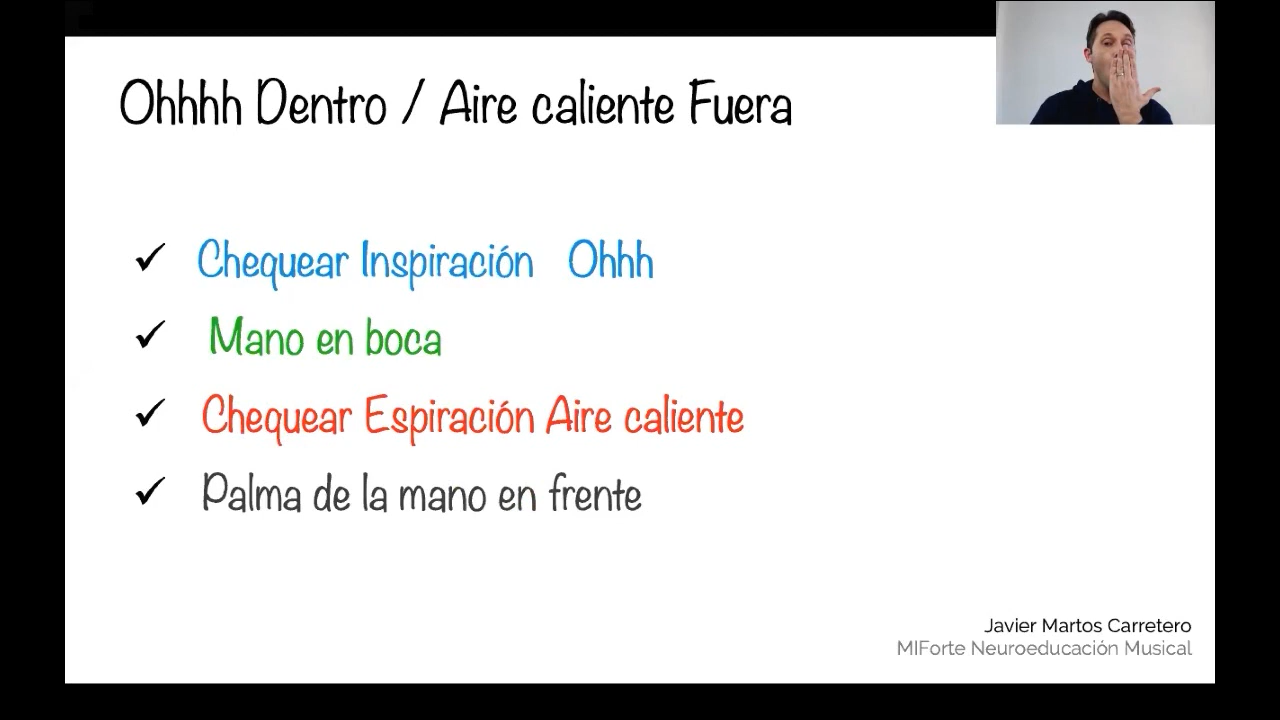 Ohhhh Dentro / Aire caliente Fuera
✓ Chequear Inspiración Ohhh
✓ Mano en boca
✓ Chequear Espiración Aire caliente
✓ Palma de la mano en frente
Javier Martos Carretero
MIForte Neuroeducación Musical